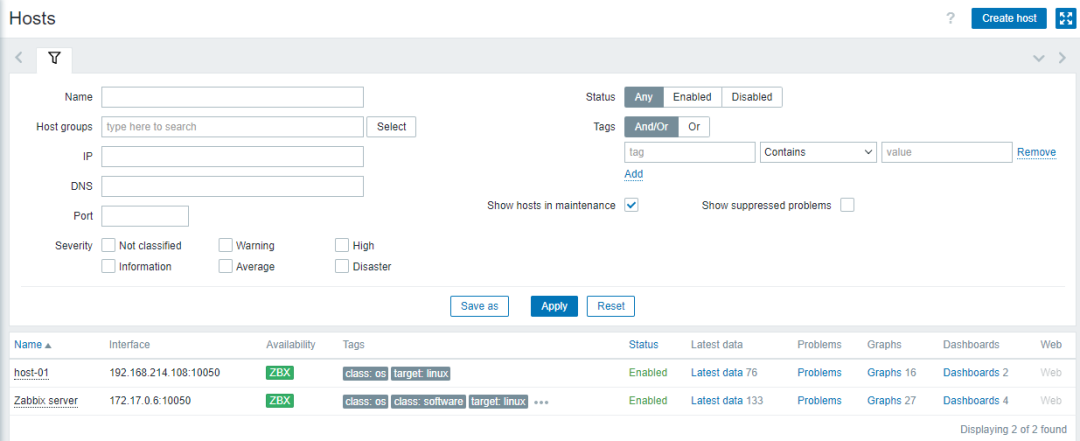 Hosts
? Create host
Name Status Any Enabled Disabled
Host groups type here to search Select Tags And/Or Or
IP tag Contains value Remove
DNS Add
Port Show hosts in maintenance Show suppressed problems
Severity Not classified Warning High
Information Average Disaster
Save as Apply Reset
Name Interface Availability Tags Status Latest data Problems Graphs Dashboards Web
host-01 192.168.214.108:10050 ZBX class: os target: linux Enabled Latest data 76 Problems Graphs 16 Dashboards 2 Web
Zabbix server 172.17.0.6:10050 ZBX class: os class: software target: linux ••• Enabled Latest data 133 Problems Graphs 27 Dashboards 4 Web
Displaying 2 of 2 found